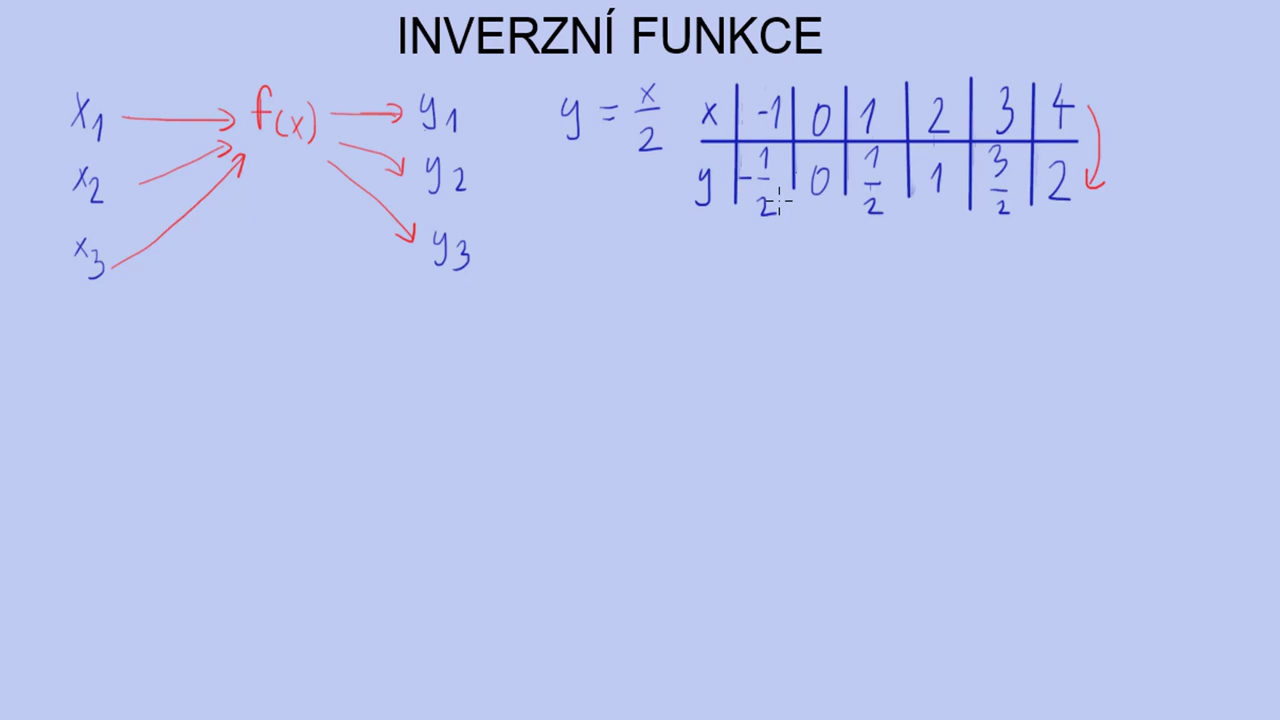 INVERZNÍ FUNKCE
x1 f(x) y1
x2 y2
x3 y3
y = x/2
x | -1 | 0 | 1 | 2 | 3 | 4
y | -1/2 | 0 | 1/2 | 1 | 3/2 | 2